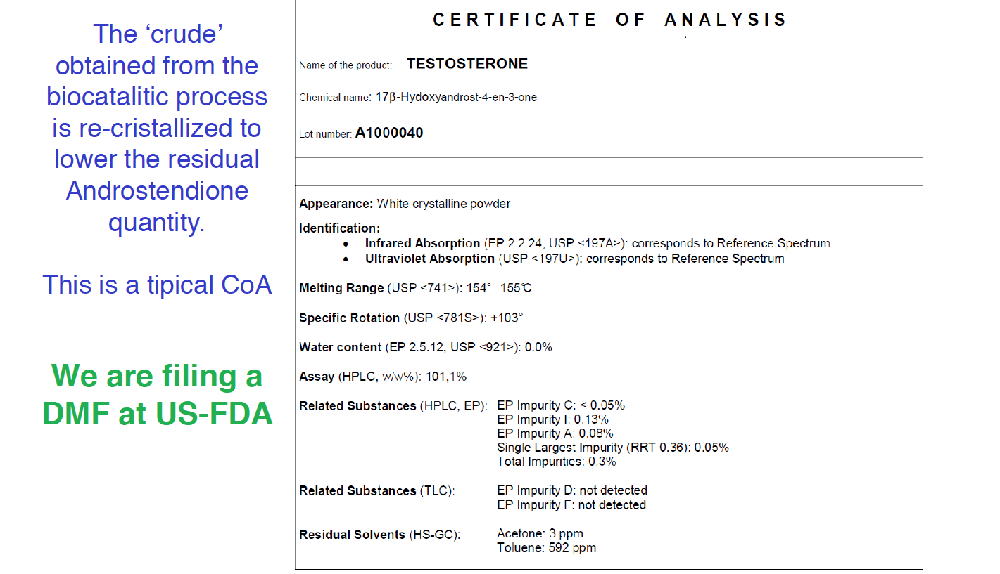 The ‘crude’
obtained from the
biocatalitic process
is re-cristallized to
lower the residual
Androstendione
quantity.
This is a tipical CoA
We are filing a
DMF at US-FDA
CERTIFICATE OF ANALYSIS
Name of the product: TESTOSTERONE
Chemical name: 17β-Hydoxyandrost-4-en-3-one
Lot number: A1000040
Appearance: White crystalline powder
Identification:
• Infrared Absorption (EP 2.2.24, USP <197A>): corresponds to Reference Spectrum
• Ultraviolet Absorption (USP <197U>): corresponds to Reference Spectrum
Melting Range (USP <741>): 154°- 155°C
Specific Rotation (USP <781S>): +103°
Water content (EP 2.5.12, USP <921>): 0.0%
Assay (HPLC, w/w%): 101,1%
Related Substances (HPLC, EP): EP Impurity C: < 0.05%
EP Impurity I: 0.13%
EP Impurity A: 0.08%
Single Largest Impurity (RRT 0.36): 0.05%
Total Impurities: 0.3%
Related Substances (TLC): EP Impurity D: not detected
EP Impurity F: not detected
Residual Solvents (HS-GC): Acetone: 3 ppm
Toluene: 592 ppm